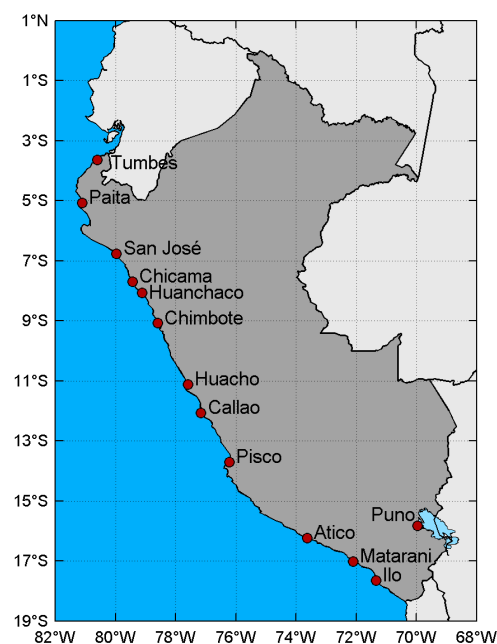 1°N
1°S
3°S
Tumbes
5°S
Paita
7°S
San José
Chicama
Huanchaco
9°S
Chimbote
11°S
Huacho
Callao
13°S
Pisco
15°S
Puno
Atico
17°S
Matarani
Ilo
19°S
82°W 80°W 78°W 76°W 74°W 72°W 70°W 68°W